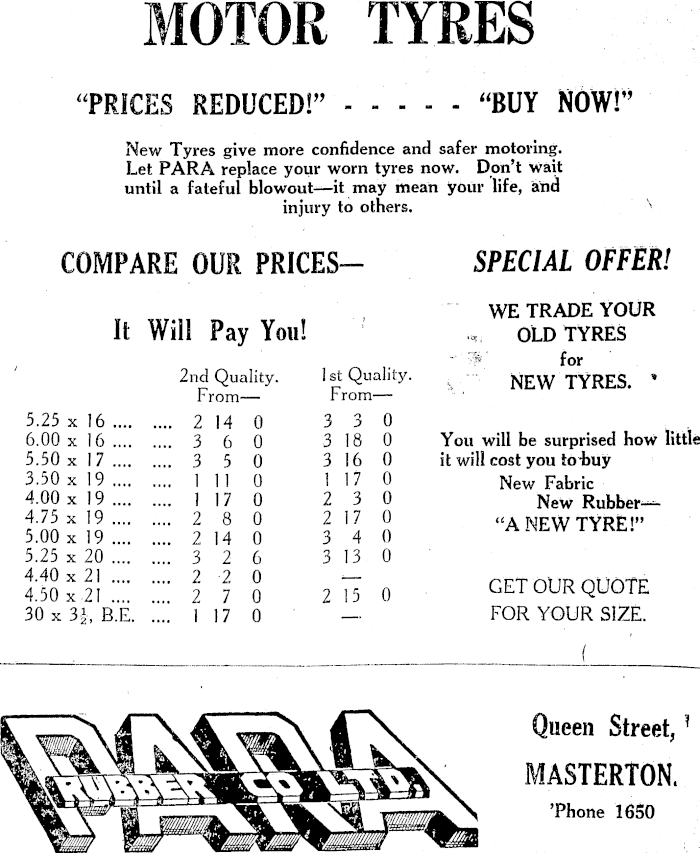 MOTOR TYRES
"PRICES REDUCED!" - - - - - "BUY NOW!"
New Tyres give more confidence and safer motoring.
Let PARA replace your worn tyres now. Don't wait
until a fateful blowout—it may mean your life, and
injury to others.
COMPARE OUR PRICES—
It Will Pay You!
2nd Quality. 1st Quality.
From— From—
5.25 x 16 .... .... 2 14 0 3 3 0
6.00 x 16 .... .... 3 6 0 3 18 0
5.50 x 17 .... .... 3 5 0 3 16 0
3.50 x 19 .... .... 1 11 0 1 17 0
4.00 x 19 .... .... 1 17 0 2 3 0
4.75 x 19 .... .... 2 8 0 2 17 0
5.00 x 19 .... .... 2 14 0 3 4 0
5.25 x 20 .... .... 3 2 6 3 13 0
4.40 x 21 .... .... 2 2 0 —
4.50 x 21 .... .... 2 7 0 2 15 0
30 x 3½, B.E. .... 1 17 0 —
SPECIAL OFFER!
WE TRADE YOUR
OLD TYRES
for
NEW TYRES.
You will be surprised how little
it will cost you to buy
New Fabric
New Rubber—
"A NEW TYRE!"
GET OUR QUOTE
FOR YOUR SIZE.
PARA
RUBBER CO LTD.
Queen Street,
MASTERTON.
'Phone 1650